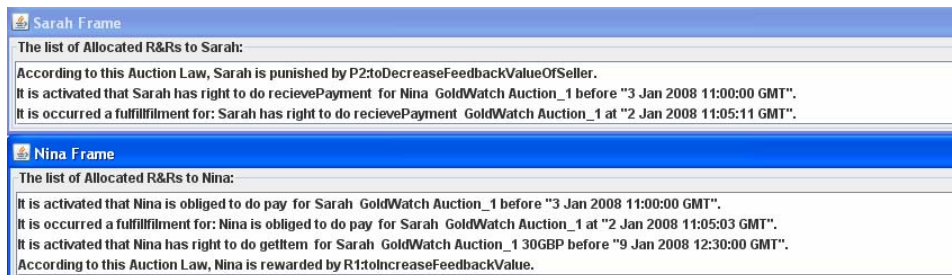 Sarah Frame
The list of Allocated R&Rs to Sarah:
According to this Auction Law, Sarah is punished by P2:toDecreaseFeedbackValueOfSeller.
It is activated that Sarah has right to do recievePayment for Nina GoldWatch Auction_1 before "3 Jan 2008 11:00:00 GMT".
It is occurred a fulfillfilment for: Sarah has right to do recievePayment GoldWatch Auction_1 at "2 Jan 2008 11:05:11 GMT".
Nina Frame
The list of Allocated R&Rs to Nina:
It is activated that Nina is obliged to do pay for Sarah GoldWatch Auction_1 before "3 Jan 2008 11:00:00 GMT".
It is occurred a fulfillfilment for: Nina is obliged to do pay for Sarah GoldWatch Auction_1 at "2 Jan 2008 11:05:03 GMT".
It is activated that Nina has right to do getItem for Sarah GoldWatch Auction_1 30GBP before "9 Jan 2008 12:30:00 GMT".
According to this Auction Law, Nina is rewarded by R1:toIncreaseFeedbackValue.